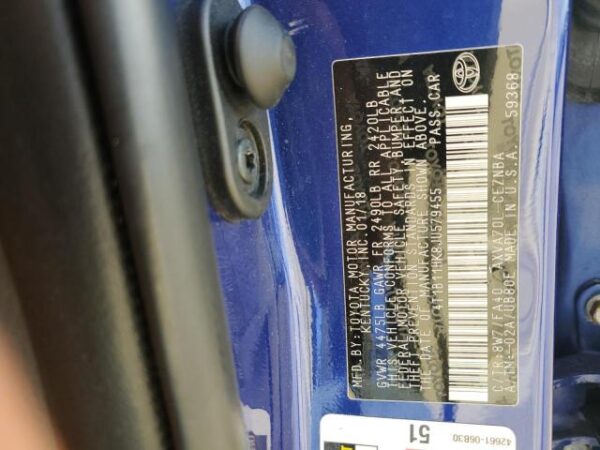 MFD. BY: TOYOTA MOTOR MANUFACTURING,
KENTUCKY, INC. 01/18
GVWR 4475LB GAWR FR 2490LB RR 2420LB
THIS VEHICLE CONFORMS TO ALL APPLICABLE
FEDERAL MOTOR VEHICLE SAFETY, BUMPER, AND
THEFT PREVENTION STANDARDS IN EFFECT ON
THE DATE OF MANUFACTURE SHOWN ABOVE.
4T1B11HK8JU579455 PASS. CAR
C/TR: 8W7/FA40 AXVA70L-CEZNBA
A/TM: -02A/UB80F MADE IN U.S.A. 59368
51
42661-06B30